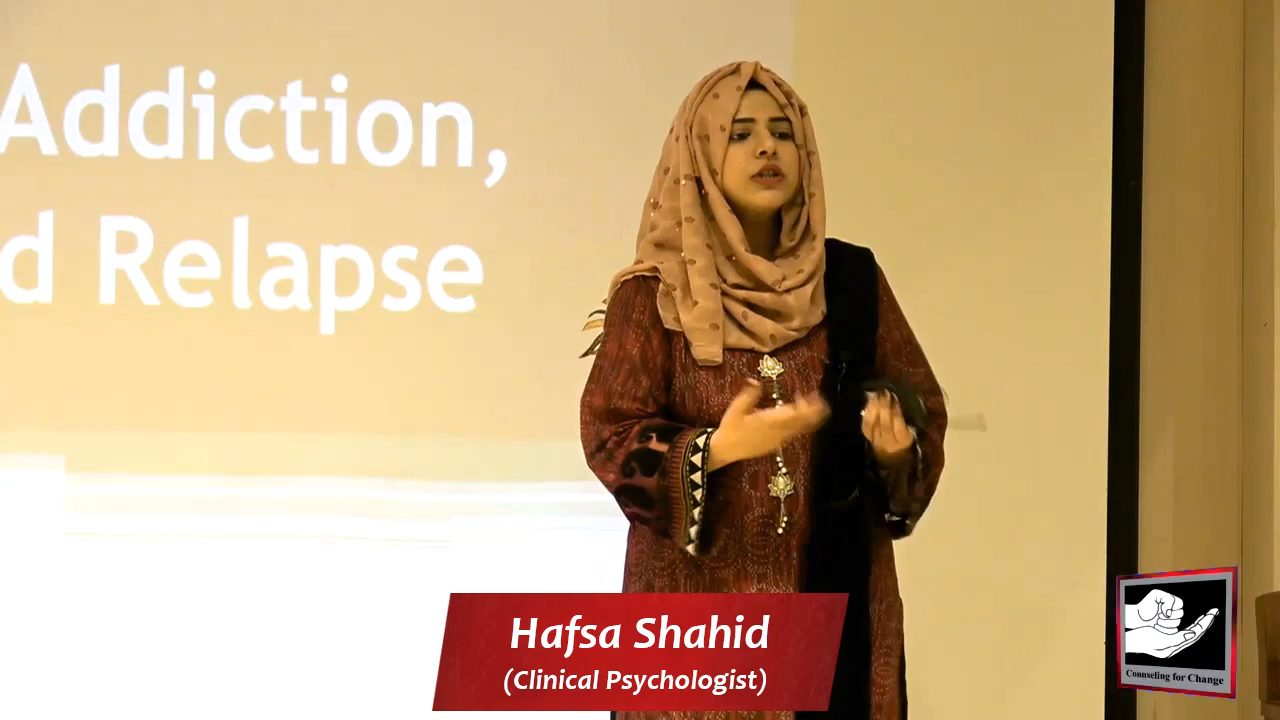 Addiction,
d Relapse
Hafsa Shahid
(Clinical Psychologist)
Counseling for Change